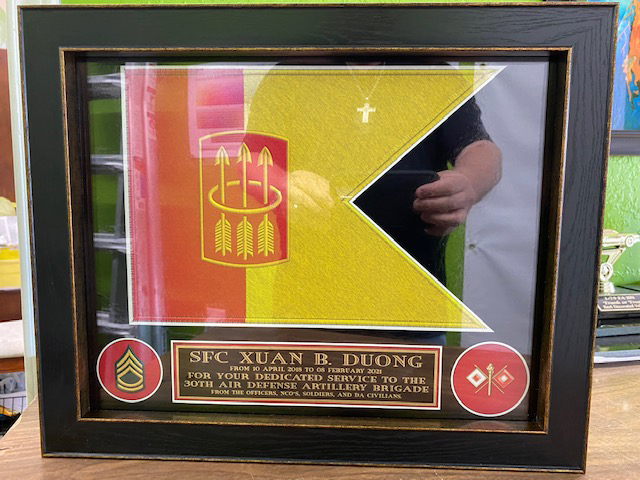 SFC XUAN B. DUONG
FROM 10 APRIL 2018 TO 08 FEBRUARY 2021
FOR YOUR DEDICATED SERVICE TO THE
30TH AIR DEFENSE ARTILLERY BRIGADE
FROM THE OFFICERS, NCO'S, SOLDIERS, AND DA CIVILIANS.